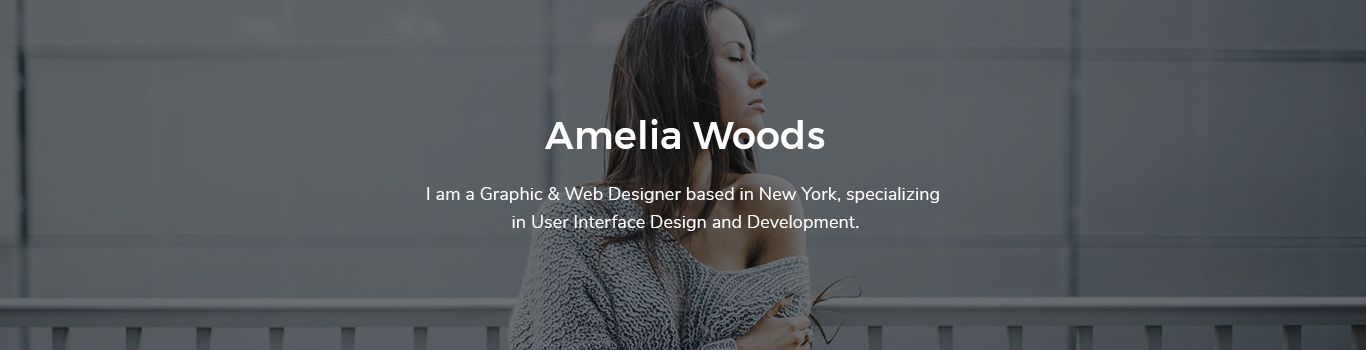 Amelia Woods
I am a Graphic & Web Designer based in New York, specializing
in User Interface Design and Development.